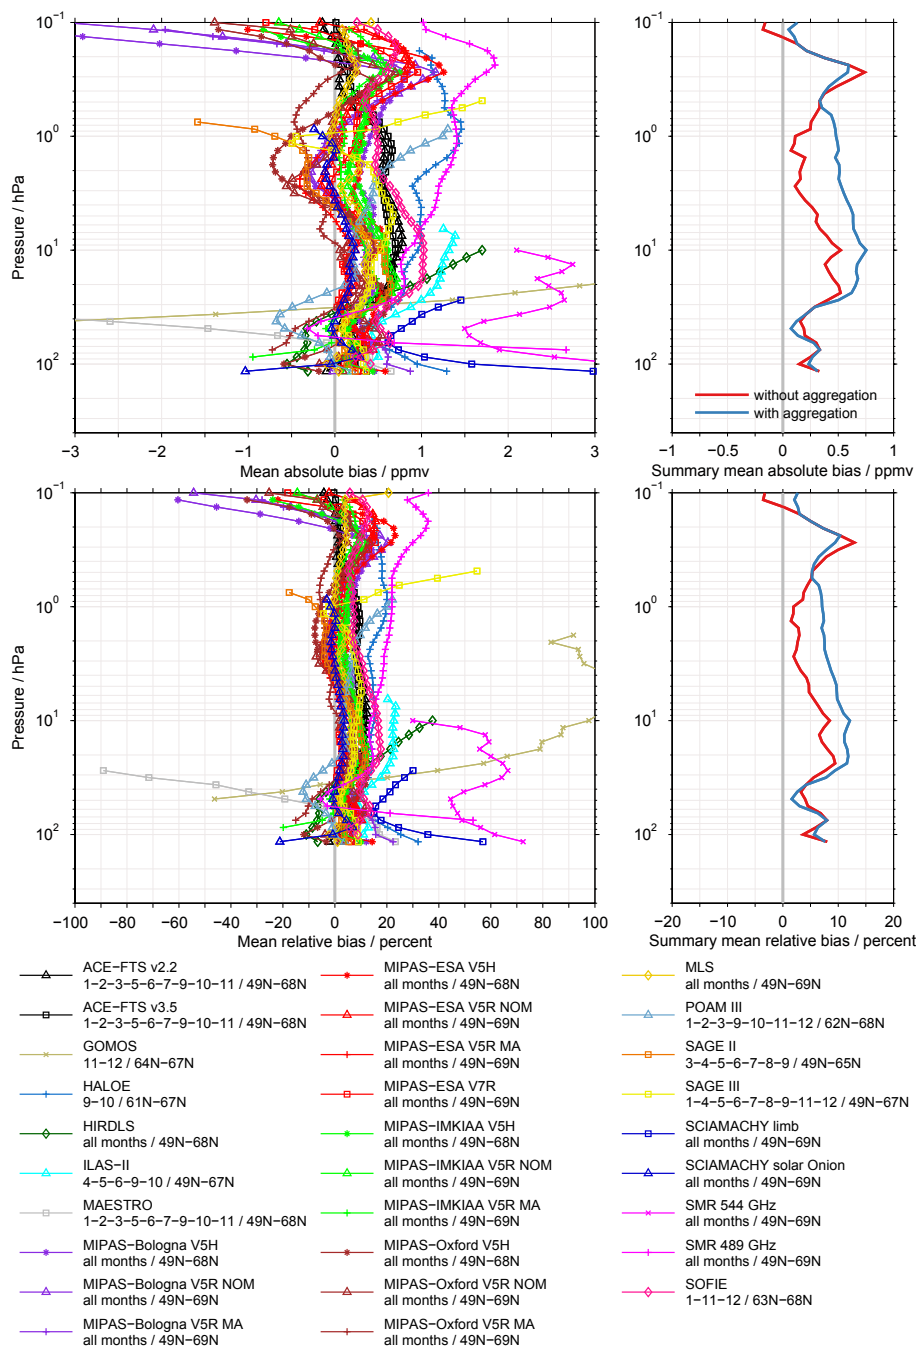 10⁻¹
10⁰
10¹
10²
Pressure / hPa
−3
−2
−1
0
1
2
3
Mean absolute bias / ppmv
without aggregation
with aggregation
−1
−0.5
0
0.5
1
Summary mean absolute bias / ppmv
10⁻¹
10⁰
10¹
10²
Pressure / hPa
−100
−80
−60
−40
−20
0
20
40
60
80
100
Mean relative bias / percent
−20
−10
0
10
20
Summary mean relative bias / percent
ACE−FTS v2.2
1−2−3−5−6−7−9−10−11 / 49N−68N
ACE−FTS v3.5
1−2−3−5−6−7−9−10−11 / 49N−68N
GOMOS
11−12 / 64N−67N
HALOE
9−10 / 61N−67N
HIRDLS
all months / 49N−68N
ILAS−II
4−5−6−9−10 / 49N−67N
MAESTRO
1−2−3−5−6−7−9−10−11 / 49N−68N
MIPAS−Bologna V5H
all months / 49N−68N
MIPAS−Bologna V5R NOM
all months / 49N−69N
MIPAS−Bologna V5R MA
all months / 49N−69N
MIPAS−ESA V5H
all months / 49N−68N
MIPAS−ESA V5R NOM
all months / 49N−69N
MIPAS−ESA V5R MA
all months / 49N−69N
MIPAS−ESA V7R
all months / 49N−69N
MIPAS−IMKIAA V5H
all months / 49N−68N
MIPAS−IMKIAA V5R NOM
all months / 49N−69N
MIPAS−IMKIAA V5R MA
all months / 49N−69N
MIPAS−Oxford V5H
all months / 49N−68N
MIPAS−Oxford V5R NOM
all months / 49N−69N
MIPAS−Oxford V5R MA
all months / 49N−69N
MLS
all months / 49N−69N
POAM III
1−2−3−9−10−11−12 / 62N−68N
SAGE II
3−4−5−6−7−8−9 / 49N−65N
SAGE III
1−4−5−6−7−8−9−11−12 / 49N−67N
SCIAMACHY limb
all months / 49N−69N
SCIAMACHY solar Onion
all months / 49N−69N
SMR 544 GHz
all months / 49N−69N
SMR 489 GHz
all months / 49N−69N
SOFIE
1−11−12 / 63N−68N